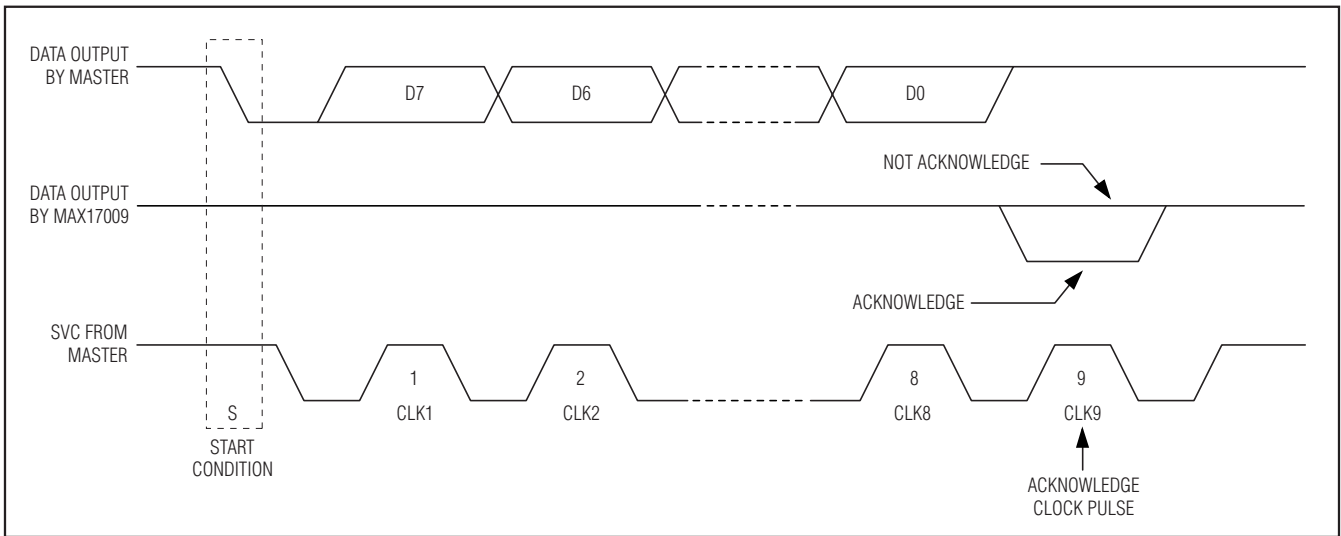 DATA OUTPUT
BY MASTER
D7
D6
D0
NOT ACKNOWLEDGE
DATA OUTPUT
BY MAX17009
ACKNOWLEDGE
SVC FROM
MASTER
1
2
8
9
S
CLK1
CLK2
CLK8
CLK9
START
CONDITION
ACKNOWLEDGE
CLOCK PULSE